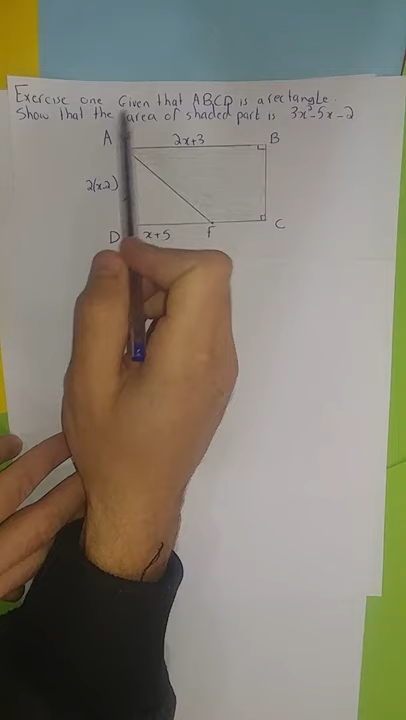 Exercise one Given that ABCD is a rectangle.
Show that the area of shaded part is 3x²-5x-2
A 2x+3 B
2(x-2)
D x+5 F C